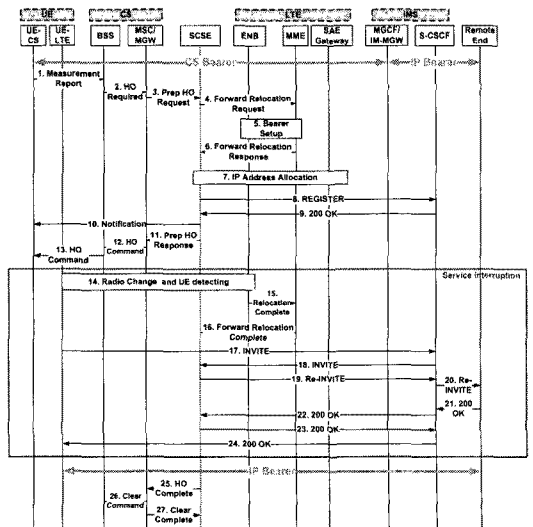 UE
CS
LTE
IMS
UE-
CS
UE-
LTE
BSS
MSC/
MGW
SCSE
ENB
MME
SAE
Gateway
MGCF/
IM-MGW
S-CSCF
Remote
End
CS Bearer
IP Bearer
1. Measurement
Report
2. HO
Required
3. Prep HO
Request
4. Forward Relocation
Request
5. Bearer
Setup
6. Forward Relocation
Response
7. IP Address Allocation
8. REGISTER
9. 200 OK
10. Notification
11. Prep HO
Response
12. HO
Command
13. HO
Command
Service Interruption
14. Radio Change and UE detecting
15.
Relocation
Complete
16. Forward Relocation
Complete
17. INVITE
18. INVITE
19. Re-INVITE
20. Re-
INVITE
21. 200
OK
22. 200 OK
23. 200 OK
24. 200 OK
IP Bearer
25. HO
Complete
26. Clear
Command
27. Clear
Complete